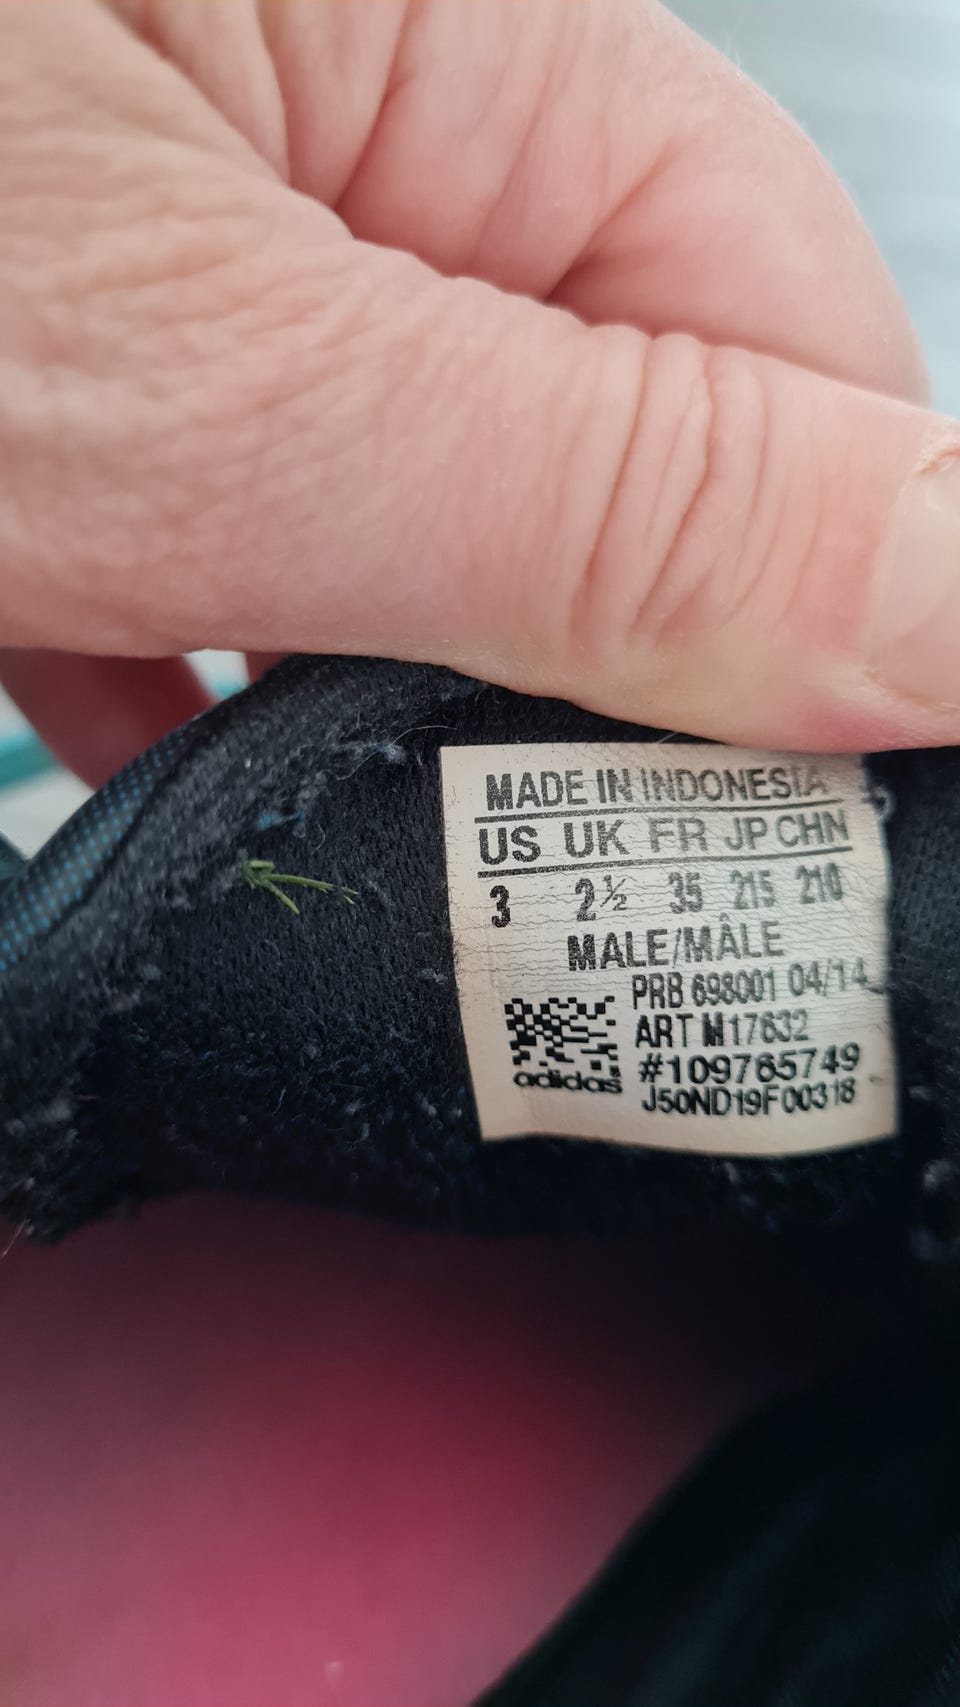 MADE IN INDONESIA
US UK FR JP CHN
3 2½ 35 215 210
MALE/MÂLE
PRB 698001 04/14
ART M17632
#109765749
J50ND19F00318
adidas